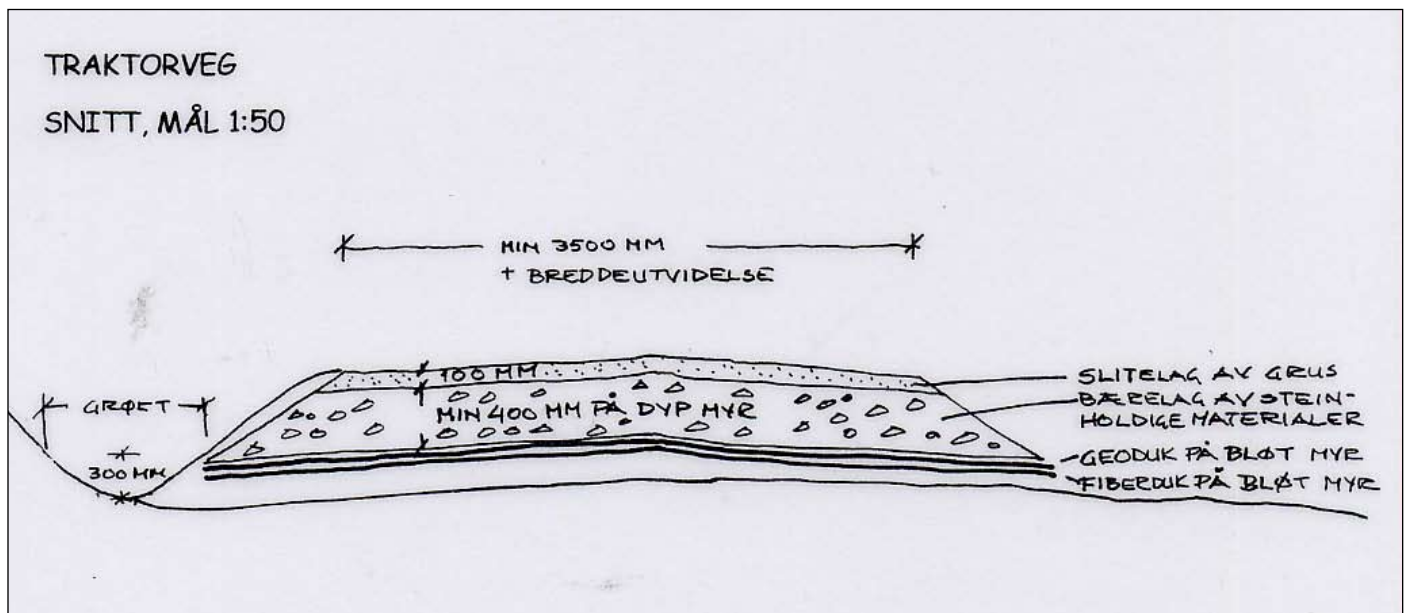 TRAKTORVEG
SNITT, MÅL 1:50
MIN 3500 MM
+ BREDDEUTVIDELSE
100 MM
SLITELAG AV GRUS
GRØFT
MIN 400 MM PÅ DYP MYR
BÆRELAG AV STEIN-
HOLDIGE MATERIALER
300 MM
GEODUK PÅ BLØT MYR
FIBERDUK PÅ BLØT MYR